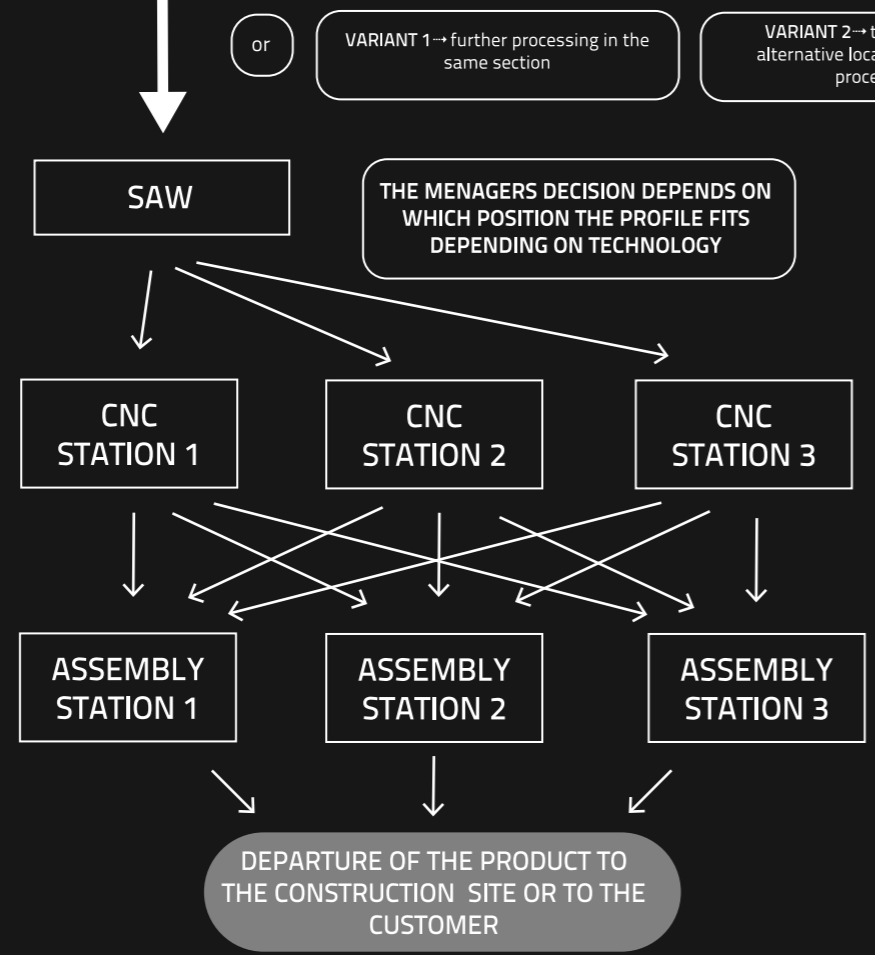 or
VARIANT 1⇢ further processing in the
same section
VARIANT 2⇢
alternative
SAW
THE MENAGERS DECISION DEPENDS ON
WHICH POSITION THE PROFILE FITS
DEPENDING ON TECHNOLOGY
CNC
STATION 1
CNC
STATION 2
CNC
STATION 3
ASSEMBLY
STATION 1
ASSEMBLY
STATION 2
ASSEMBLY
STATION 3
DEPARTURE OF THE PRODUCT TO
THE CONSTRUCTION SITE OR TO THE
CUSTOMER